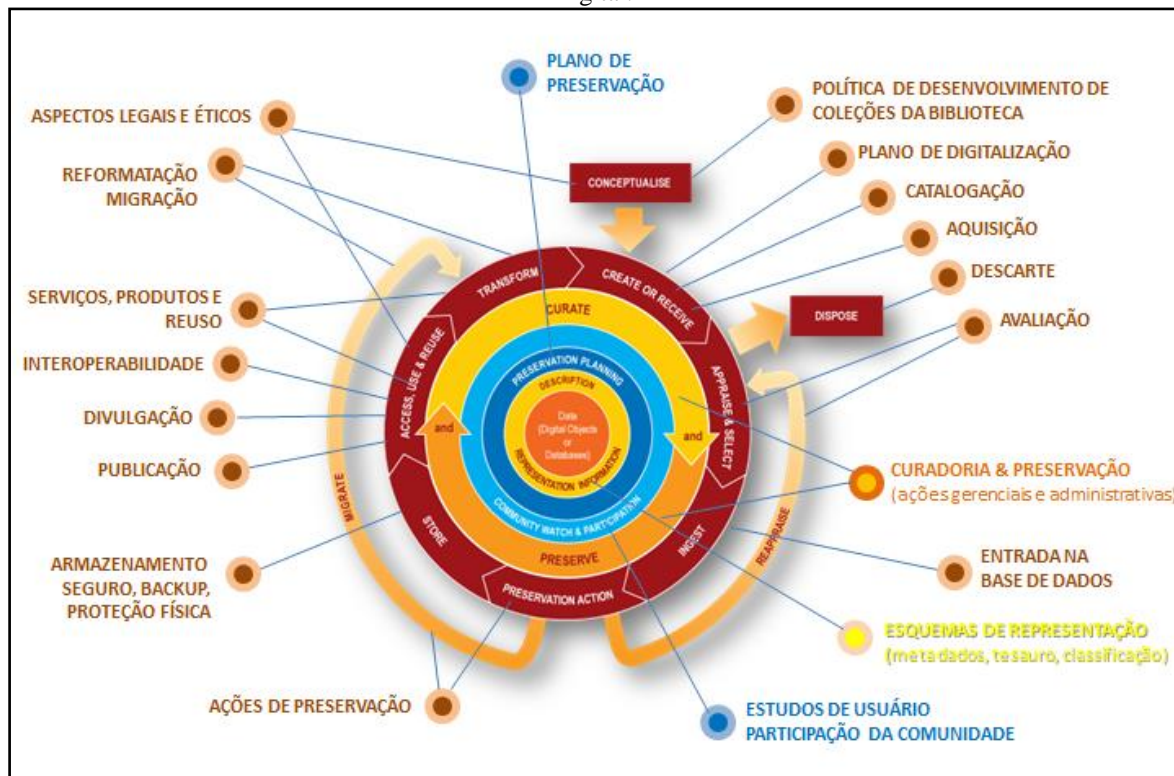 PLANO DE
PRESERVAÇÃO
ASPECTOS LEGAIS E ÉTICOS
POLÍTICA DE DESENVOLVIMENTO DE
COLEÇÕES DA BIBLIOTECA
REFORMATAÇÃO
MIGRAÇÃO
PLANO DE DIGITALIZAÇÃO
CONCEPTUALISE
CATALOGAÇÃO
AQUISIÇÃO
DESCARTE
SERVIÇOS, PRODUTOS E
REUSO
DISPOSE
AVALIAÇÃO
INTEROPERABILIDADE
DIVULGAÇÃO
PUBLICAÇÃO
TRANSFORM
CREATE OR RECEIVE
APPRAISE & SELECT
INGEST
PRESERVATION ACTION
STORE
ACCESS, USE & REUSE
CURATE
and
and
PRESERVE
PRESERVATION PLANNING
COMMUNITY WATCH & PARTICIPATION
DESCRIPTION
REPRESENTATION INFORMATION
Data
(Digital Objects
or
Databases)
MIGRATE
REAPPRAISE
CURADORIA & PRESERVAÇÃO
(ações gerenciais e administrativas)
ARMAZENAMENTO
SEGURO, BACKUP,
PROTEÇÃO FÍSICA
ENTRADA NA
BASE DE DADOS
ESQUEMAS DE REPRESENTAÇÃO
(metadados, tesauro, classificação)
AÇÕES DE PRESERVAÇÃO
ESTUDOS DE USUÁRIO
PARTICIPAÇÃO DA COMUNIDADE